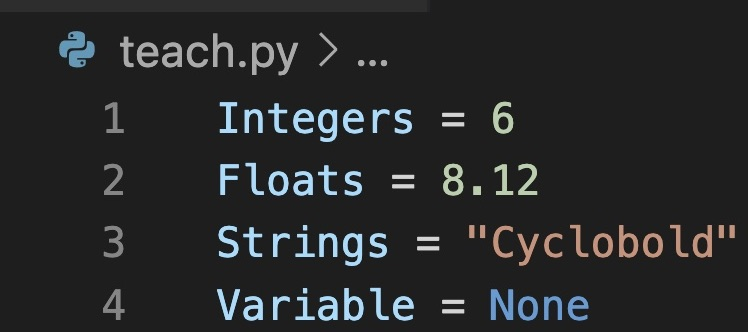 teach.py > ...
1 Integers = 6
2 Floats = 8.12
3 Strings = "Cyclobold"
4 Variable = None